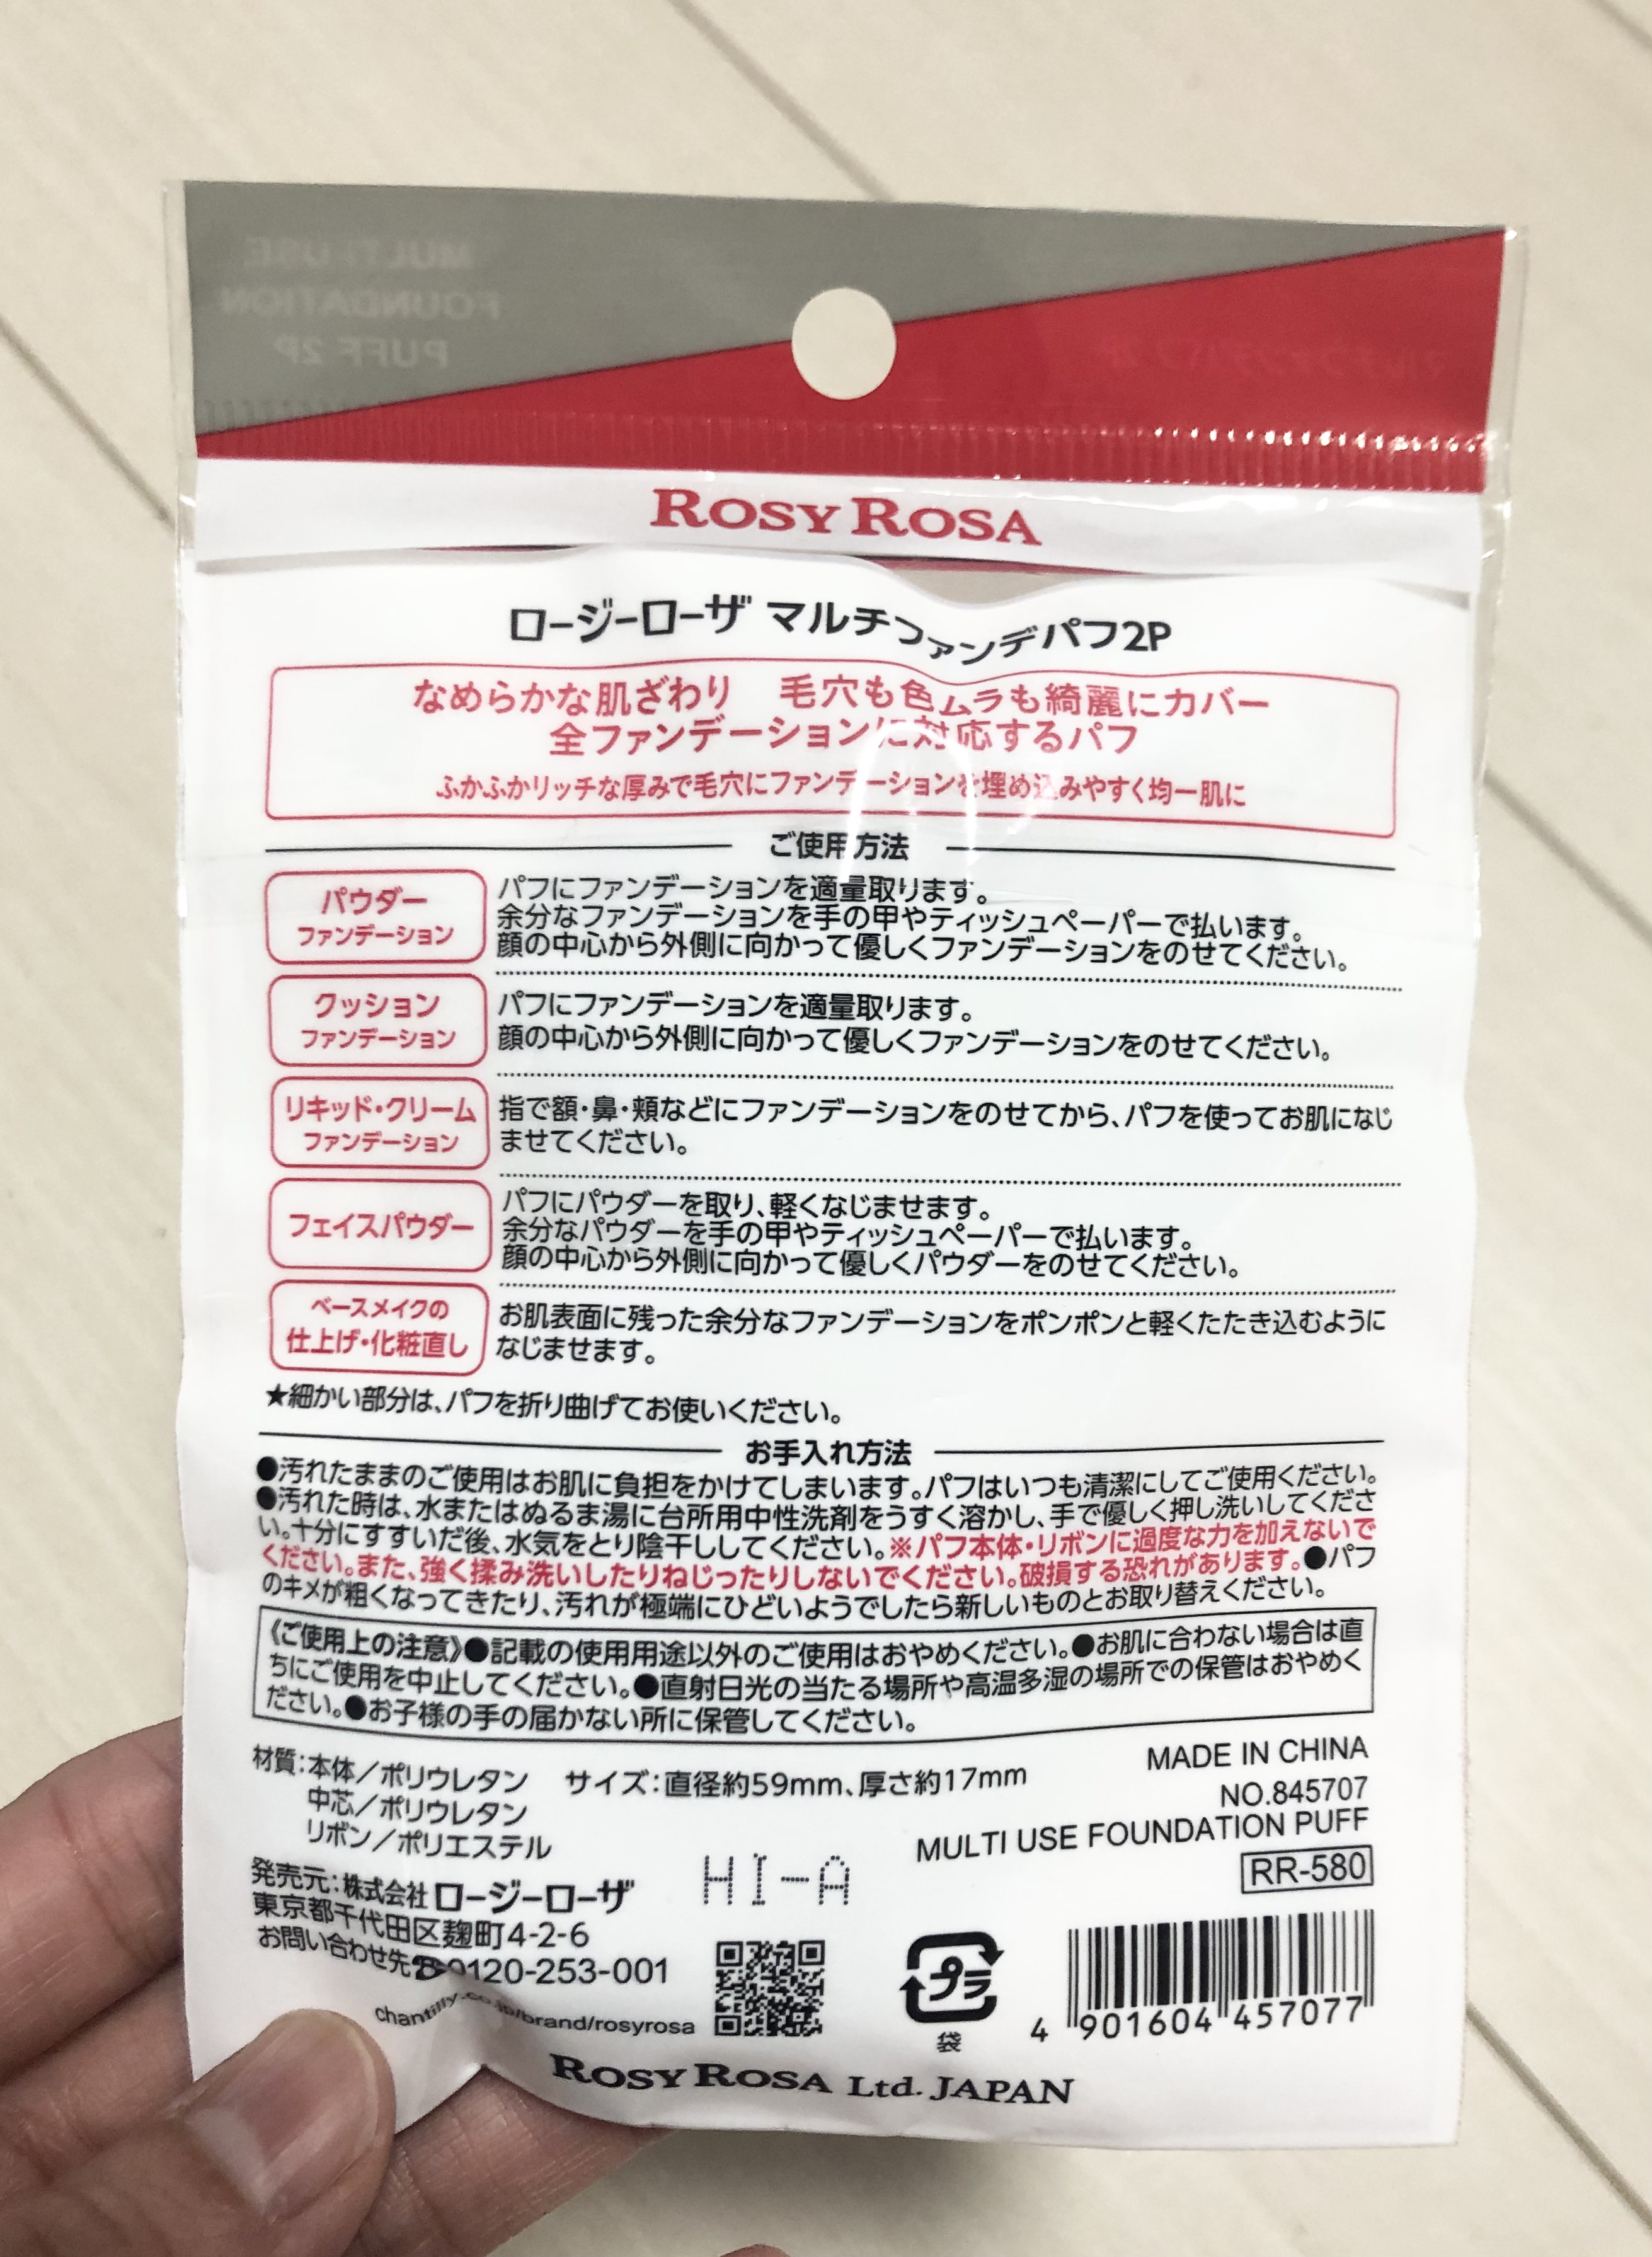 MULTI USE
FOUNDATION
PUFF 2P
ROSY ROSA
ロージーローザ マルチファンデパフ2P
なめらかな肌ざわり 毛穴も色ムラも綺麗にカバー
全ファンデーションに対応するパフ
ふかふかリッチな厚みで毛穴にファンデーションを埋め込みやすく均一肌に
ご使用方法
パウダー
ファンデーション
パフにファンデーションを適量取ります。
余分なファンデーションを手の甲やティッシュペーパーで払います。
顔の中心から外側に向かって優しくファンデーションをのせてください。
クッション
ファンデーション
パフにファンデーションを適量取ります。
顔の中心から外側に向かって優しくファンデーションをのせてください。
リキッド・クリーム
ファンデーション
指で額・鼻・頬などにファンデーションをのせてから、パフを使ってお肌になじ
ませてください。
フェイスパウダー
パフにパウダーを取り、軽くなじませます。
余分なパウダーを手の甲やティッシュペーパーで払います。
顔の中心から外側に向かって優しくパウダーをのせてください。
ベースメイクの
仕上げ・化粧直し
お肌表面に残った余分なファンデーションをポンポンと軽くたたき込むように
なじませます。
★細かい部分は、パフを折り曲げてお使いください。
お手入れ方法
●汚れたままのご使用はお肌に負担をかけてしまいます。パフはいつも清潔にしてご使用ください。
●汚れた時は、水またはぬるま湯に台所用中性洗剤をうすく溶かし、手で優しく押し洗いしてくださ
い。十分にすすいだ後、水気をとり陰干ししてください。※パフ本体・リボンに過度な力を加えないで
ください。また、強く揉み洗いしたりねじったりしないでください。破損する恐れがあります。●パフ
のキメが粗くなってきたり、汚れが極端にひどいようでしたら新しいものとお取り替えください。
《ご使用上の注意》●記載の使用用途以外のご使用はおやめください。●お肌に合わない場合は直
ちにご使用を中止してください。●直射日光の当たる場所や高温多湿の場所での保管はおやめく
ださい。●お子様の手の届かない所に保管してください。
材質：本体／ポリウレタン サイズ：直径約59mm、厚さ約17mm
中芯／ポリウレタン
リボン／ポリエステル
MADE IN CHINA
NO.845707
MULTI USE FOUNDATION PUFF
RR-580
HI-A
発売元：株式会社ロージーローザ
東京都千代田区麹町4-2-6
お問い合わせ先☎0120-253-001
chantilly.co.jp/brand/rosyrosa
プラ
袋
4 901604 457077
ROSY ROSA Ltd. JAPAN